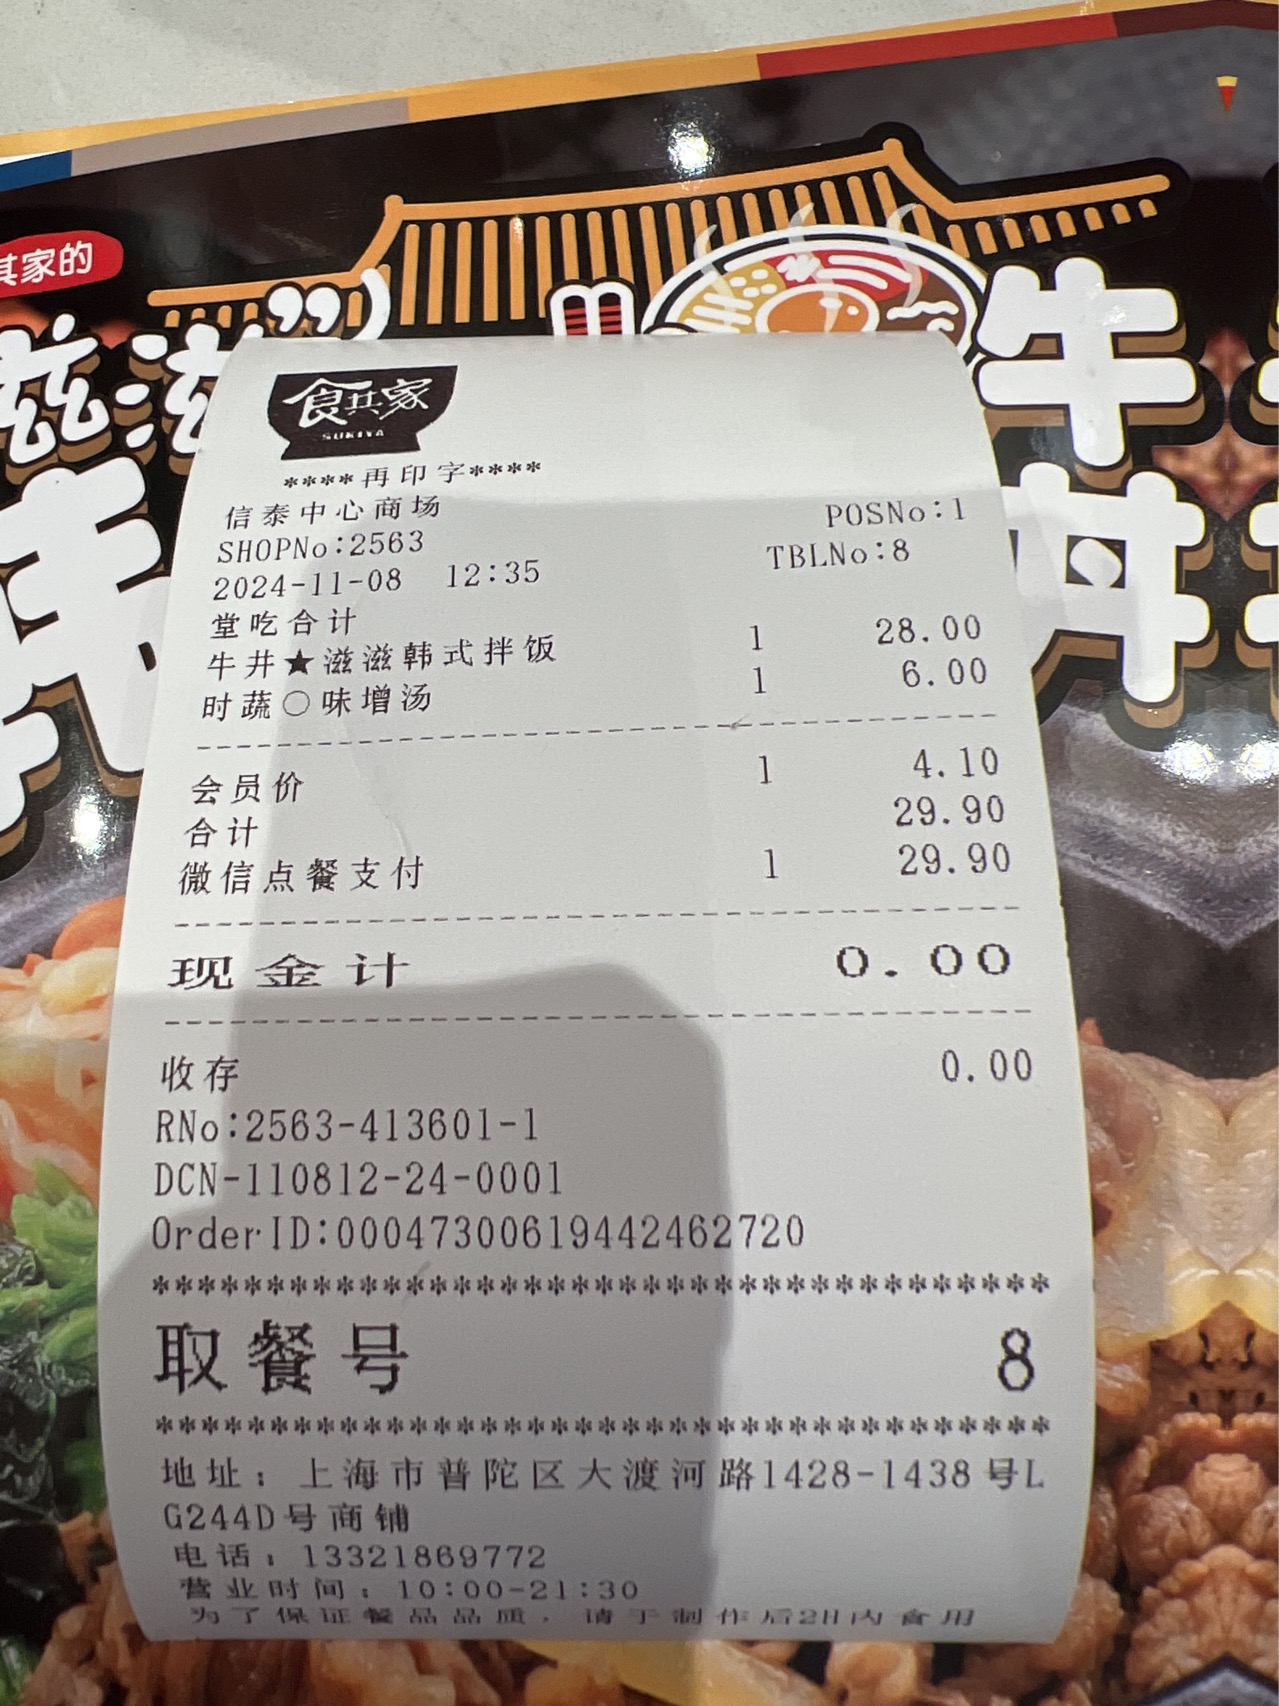 其家的
滋滋”
牛
韩
丼
食其家
SUKIYA
****再印字****
信泰中心商场 POSNo:1
SHOPNo:2563 TBLNo:8
2024-11-08 12:35
堂吃合计
牛井★滋滋韩式拌饭 1 28.00
时蔬○味增汤 1 6.00
会员价 1 4.10
合计 29.90
微信点餐支付 1 29.90
现金计 0.00
收存 0.00
RNo:2563-413601-1
DCN-110812-24-0001
OrderID:00047300619442462720
***************************************
取餐号 8
***************************************
地址：上海市普陀区大渡河路1428-1438号L
G244D号商铺
电话：13321869772
营业时间：10:00-21:30
为了保证餐品品质，请于制作后2H内食用